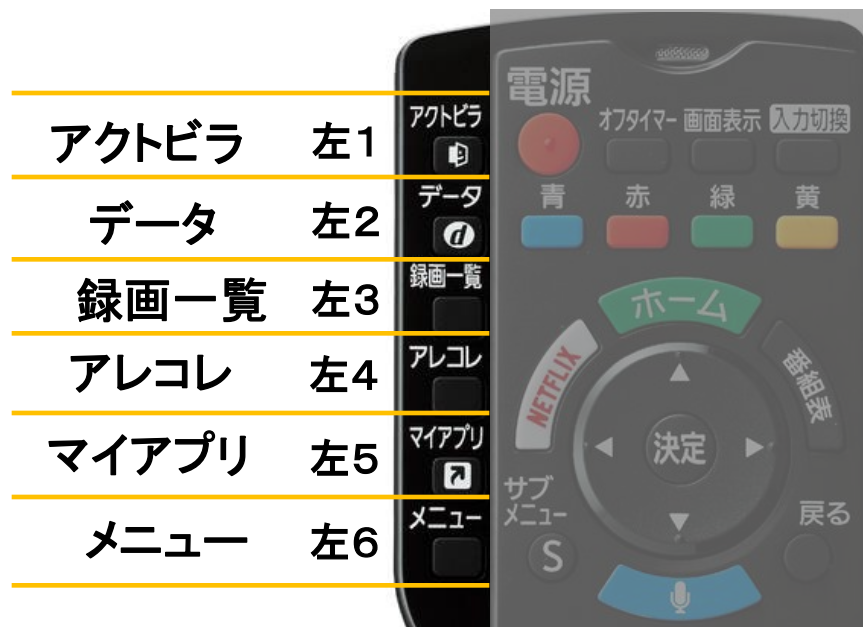 電源
アクトビラ 左1 アクトビラ オフタイマー 画面表示 入力切換
データ 左2 データ 青 赤 緑 黄
d
録画一覧 左3 録画一覧 ホーム
アレコレ 左4 アレコレ NETFLIX 番組表
マイアプリ 左5 マイアプリ 決定
メニュー 左6 メニュー サブ
メニュー 戻る
S